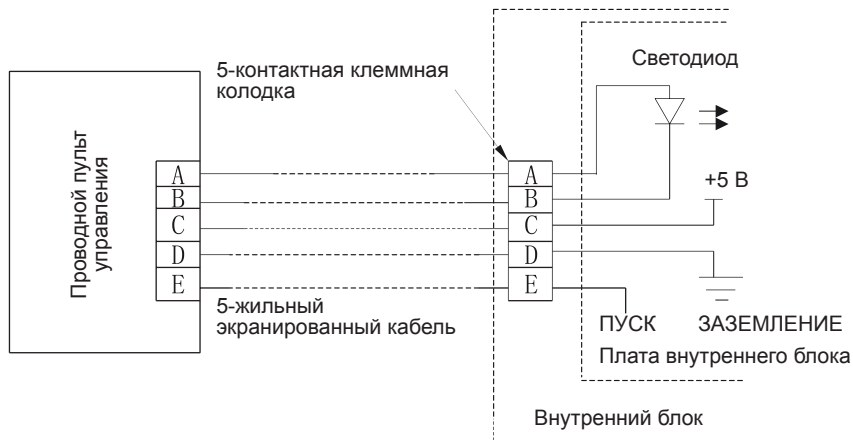 5-контактная клеммная
колодка
Светодиод
Проводной пульт
управления
A
B
C
D
E
A
B
C
D
E
+5 В
5-жильный
экранированный кабель
ПУСК
ЗАЗЕМЛЕНИЕ
Плата внутреннего блока
Внутренний блок